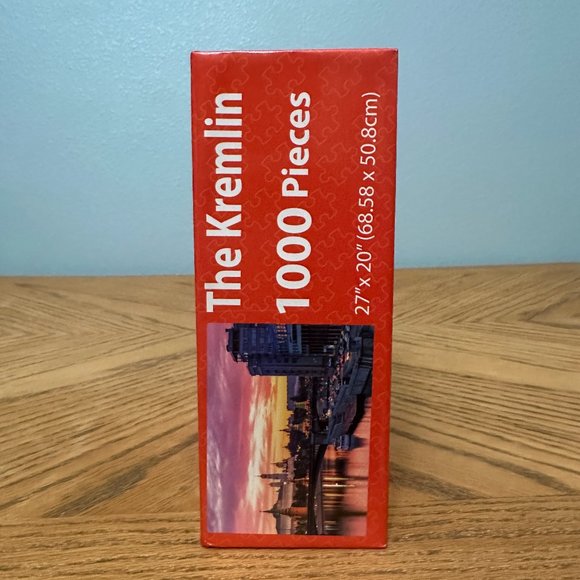 The Kremlin
1000 Pieces
27"x 20" (68.58 x 50.8cm)